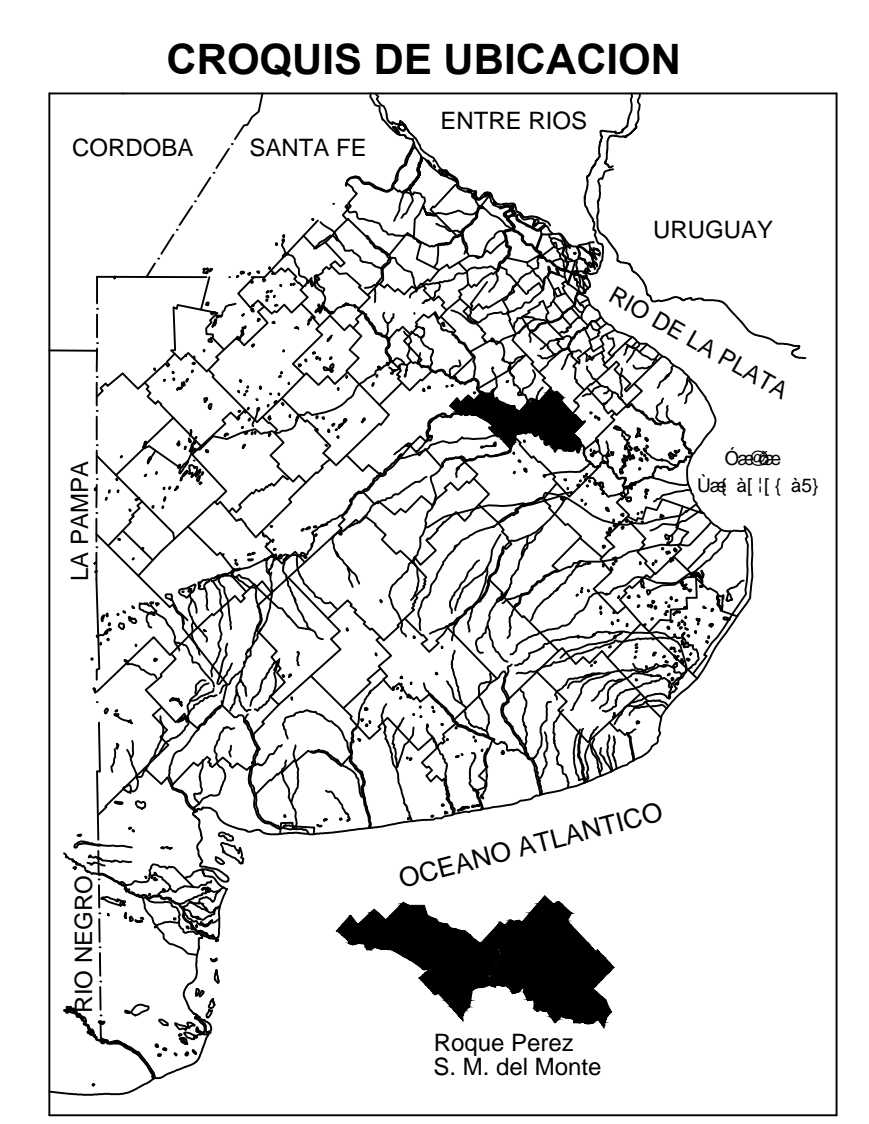 CROQUIS DE UBICACION
ENTRE RIOS
CORDOBA
SANTA FE
URUGUAY
RIO DE LA PLATA
LA PAMPA
OCEANO ATLANTICO
RIO NEGRO
Roque Perez
S. M. del Monte